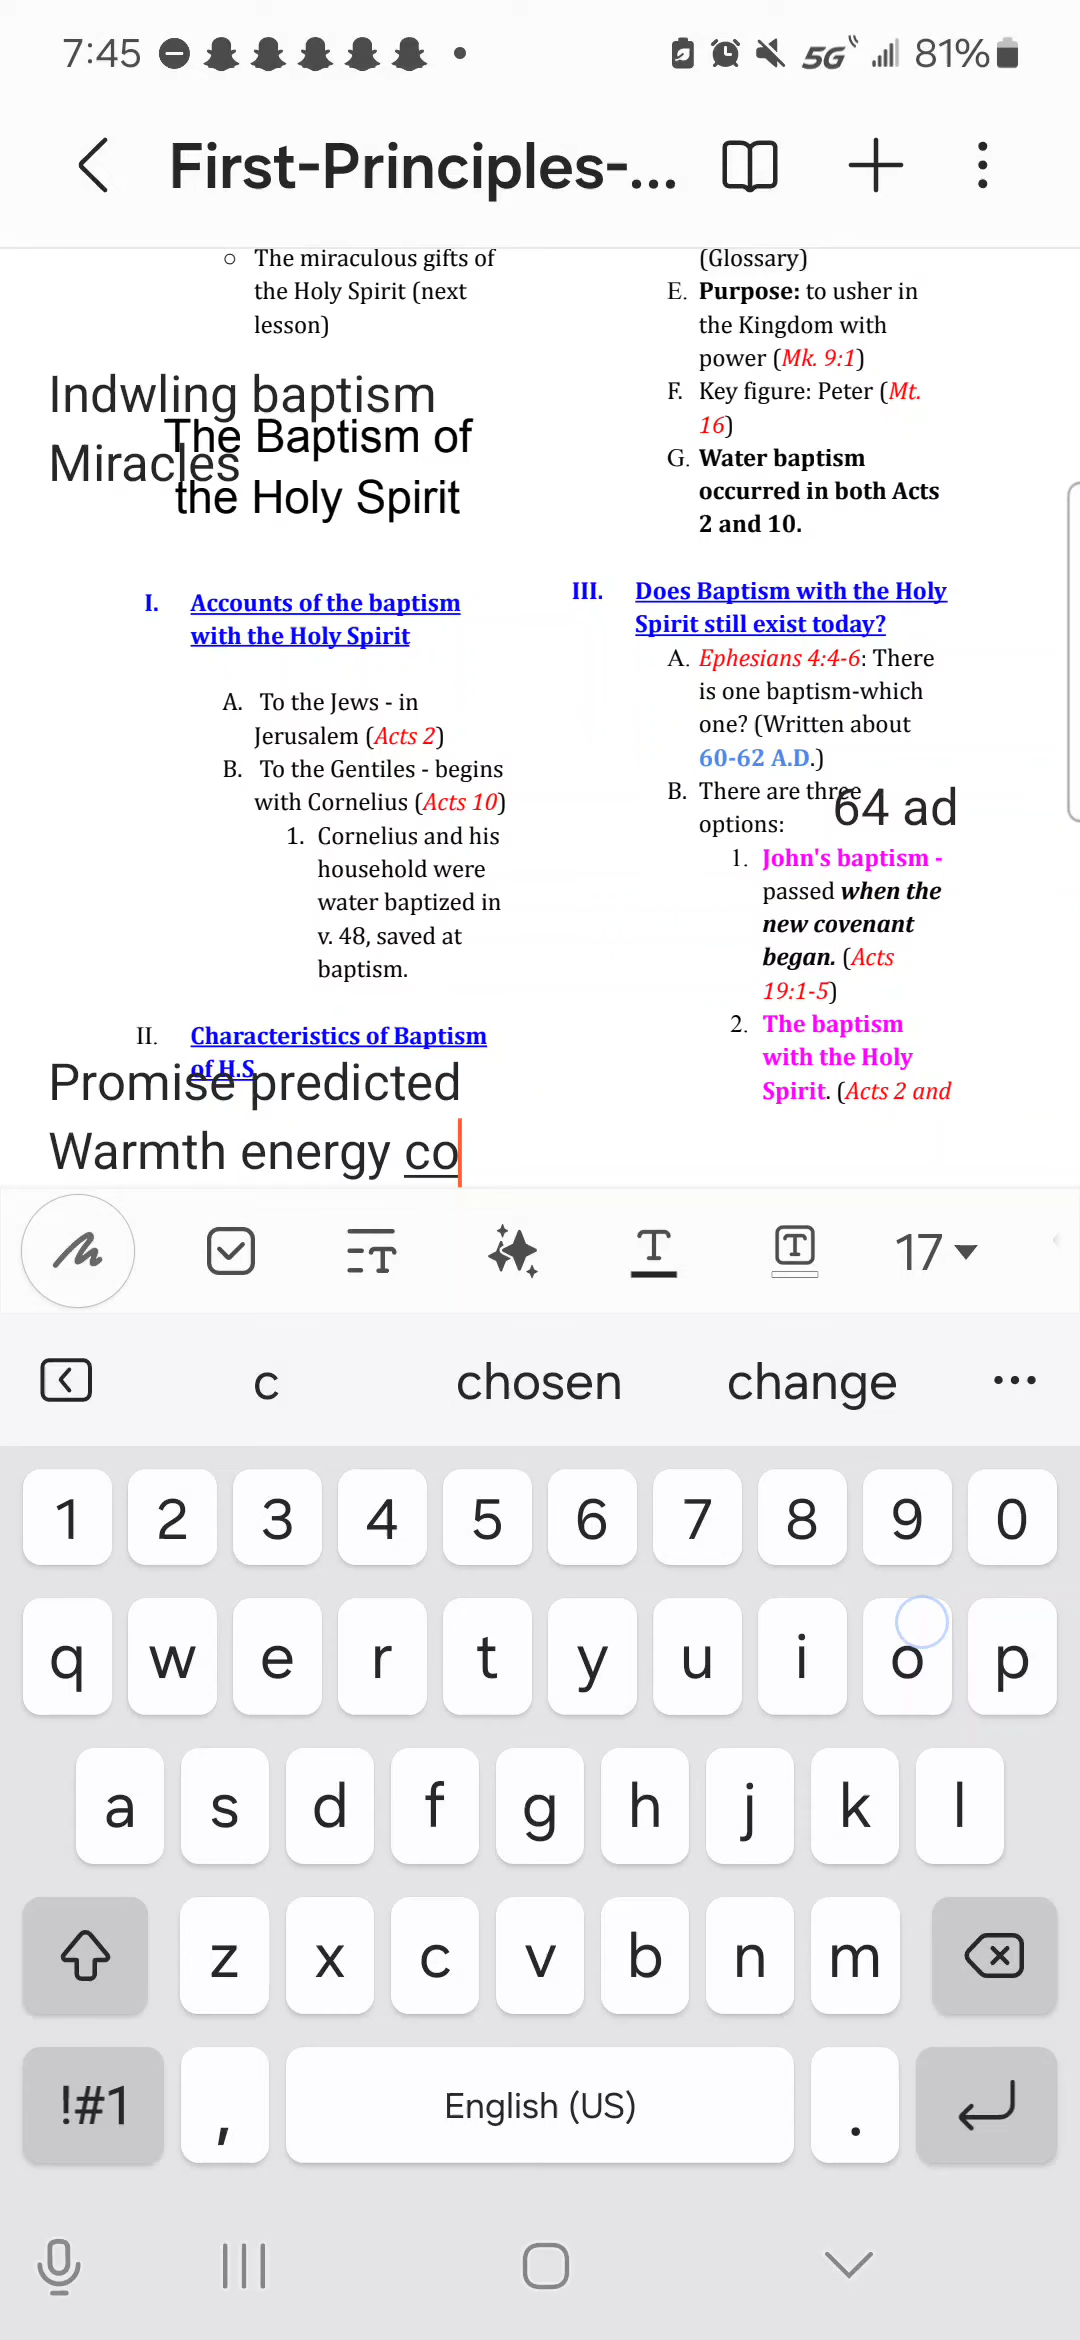 7:45
5G 81%
First-Principles-...
o The miraculous gifts of
the Holy Spirit (next
lesson)
Indwling baptism
Miracles
The Baptism of
the Holy Spirit
I. Accounts of the baptism
with the Holy Spirit
A. To the Jews - in
Jerusalem (Acts 2)
B. To the Gentiles - begins
with Cornelius (Acts 10)
1. Cornelius and his
household were
water baptized in
v. 48, saved at
baptism.
II. Characteristics of Baptism
of H.S
Promise predicted
Warmth energy co
(Glossary)
E. Purpose: to usher in
the Kingdom with
power (Mk. 9:1)
F. Key figure: Peter (Mt.
16)
G. Water baptism
occurred in both Acts
2 and 10.
III. Does Baptism with the Holy
Spirit still exist today?
A. Ephesians 4:4-6: There
is one baptism-which
one? (Written about
60-62 A.D.)
B. There are three
options:
64 ad
1. John's baptism -
passed when the
new covenant
began. (Acts
19:1-5)
2. The baptism
with the Holy
Spirit. (Acts 2 and
T T T 17
c chosen change ...
1 2 3 4 5 6 7 8 9 0
q w e r t y u i o p
a s d f g h j k l
z x c v b n m
!#1 , English (US) .